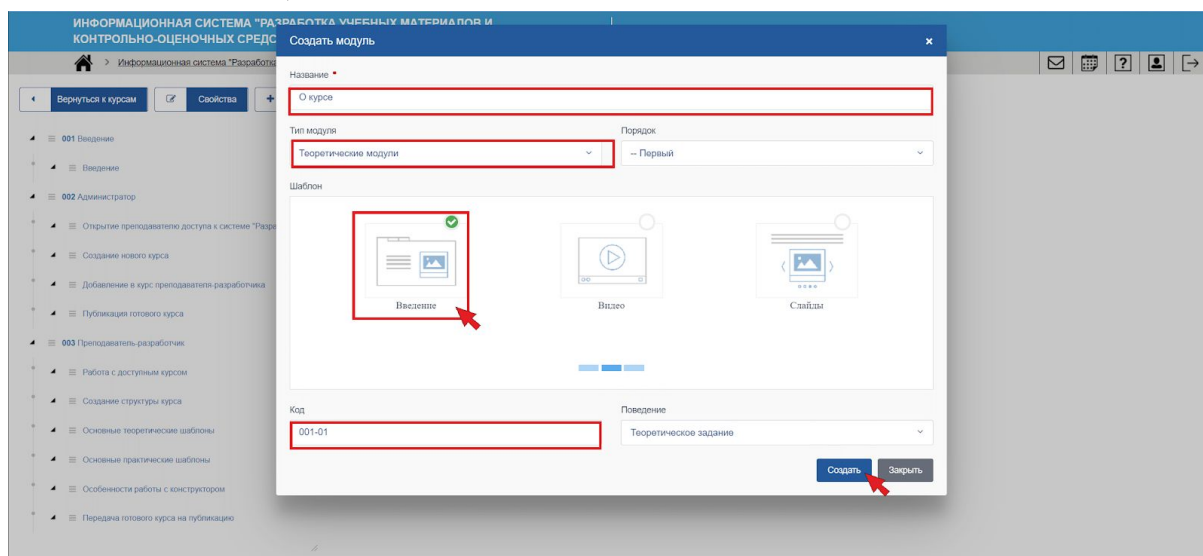 ИНФОРМАЦИОННАЯ СИСТЕМА "РАЗРАБОТКА УЧЕБНЫХ МАТЕРИАЛОВ И
КОНТРОЛЬНО-ОЦЕНОЧНЫХ СРЕДС
Создать модуль
×
> Информационная система "Разработка
Название *
О курсе
Вернуться к курсам
Свойства
+
Тип модуля
Порядок
Теоретические модули
-- Первый
Шаблон
Введение
Видео
Слайды
Код
Поведение
001-01
Теоретическое задание
Создать
Закрыть
001 Введение
Введение
002 Администратор
Открытие преподавателю доступа к системе "Разра
Создание нового курса
Добавление в курс преподавателя-разработчика
Публикация готового курса
003 Преподаватель-разработчик
Работа с доступным курсом
Создание структуры курса
Основные теоретические шаблоны
Основные практические шаблоны
Особенности работы с конструктором
Передача готового курса на публикацию